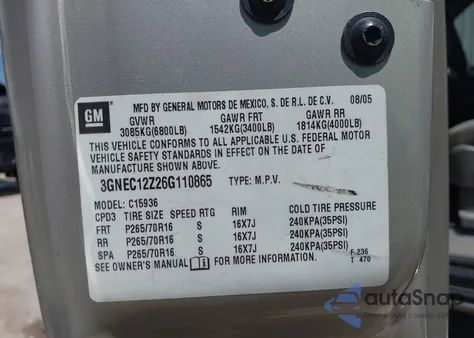 GM
MFD BY GENERAL MOTORS DE MEXICO, S. DE R.L. DE C.V. 08/05
GVWR GAWR FRT GAWR RR
3085KG(6800LB) 1542KG(3400LB) 1814KG(4000LB)
THIS VEHICLE CONFORMS TO ALL APPLICABLE U.S. FEDERAL MOTOR
VEHICLE SAFETY STANDARDS IN EFFECT ON THE DATE OF
MANUFACTURE SHOWN ABOVE.
3GNEC12Z26G110865 TYPE: M.P.V.
MODEL: C15936
CPD3 TIRE SIZE SPEED RTG RIM COLD TIRE PRESSURE
FRT P265/70R16 S 16X7J 240KPA(35PSI)
RR P265/70R16 S 16X7J 240KPA(35PSI)
SPA P265/70R16 S 16X7J 240KPA(35PSI)
SEE OWNER'S MANUAL FOR MORE INFORMATION.
F 236
T 470
autaSnap